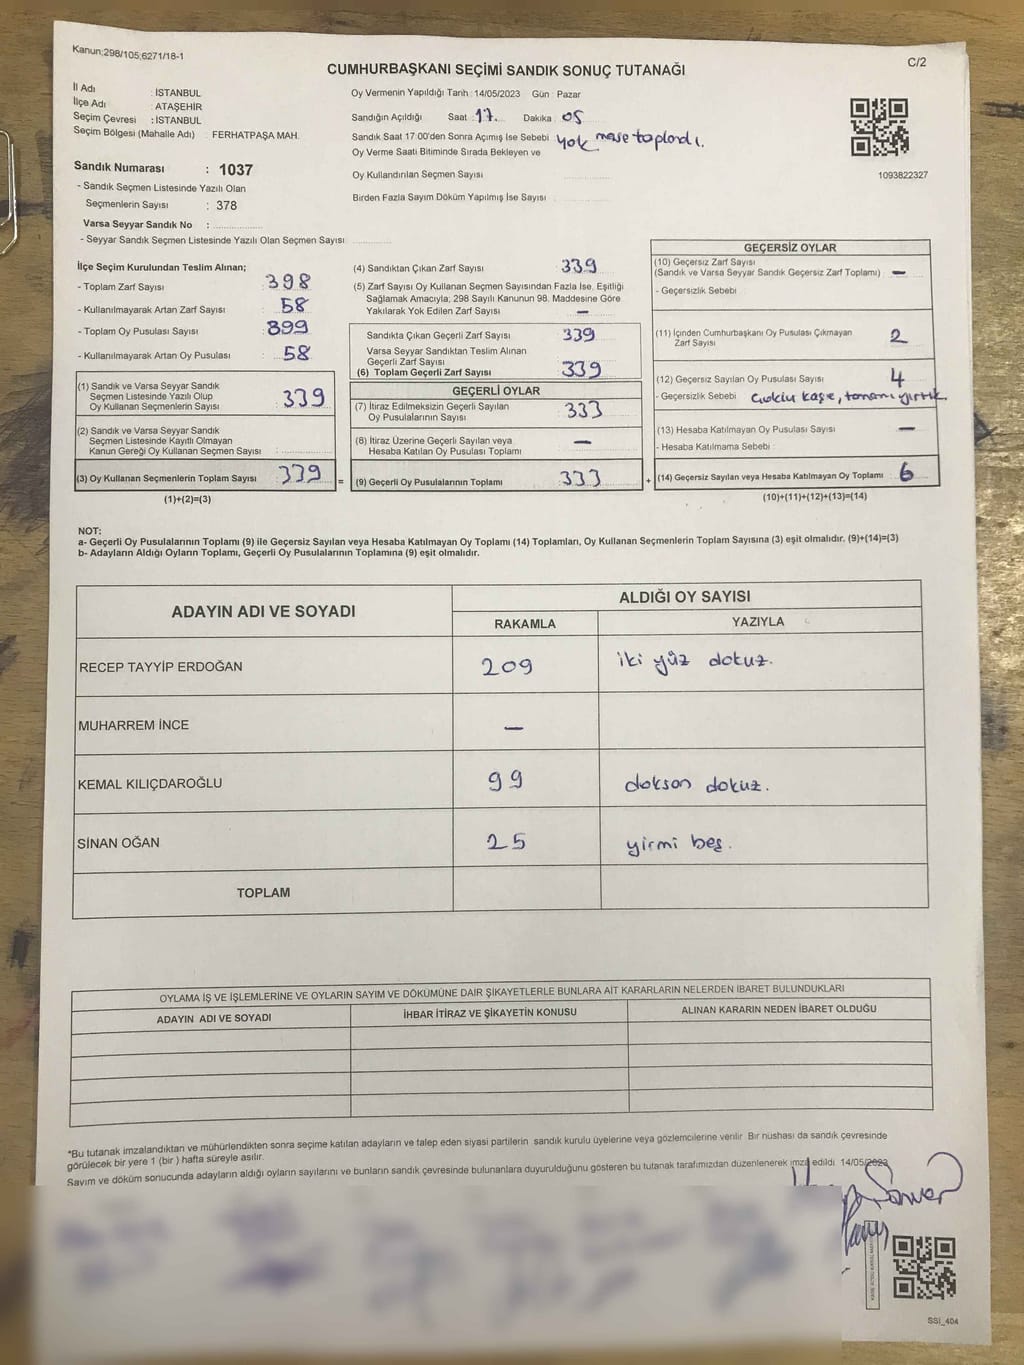 Kanun:298/105;6271/18-1
C/2
CUMHURBAŞKANI SEÇİMİ SANDIK SONUÇ TUTANAĞI
İl Adı : İSTANBUL
İlçe Adı : ATAŞEHİR
Seçim Çevresi : İSTANBUL
Seçim Bölgesi (Mahalle Adı) : FERHATPAŞA MAH.
Sandık Numarası : 1037
- Sandık Seçmen Listesinde Yazılı Olan
Seçmenlerin Sayısı : 378
Varsa Seyyar Sandık No :
- Seyyar Sandık Seçmen Listesinde Yazılı Olan Seçmen Sayısı
Oy Vermenin Yapıldığı Tarih : 14/05/2023 Gün : Pazar
Sandığın Açıldığı Saat : 17 Dakika : 05
Sandık Saat 17:00'den Sonra Açımış İse Sebebi yok mase toplandı.
Oy Verme Saati Bitiminde Sırada Bekleyen ve
Oy Kullandırılan Seçmen Sayısı
Birden Fazla Sayım Döküm Yapılmış İse Sayısı
1093822327
İlçe Seçim Kurulundan Teslim Alınan;
- Toplam Zarf Sayısı : 398
- Kullanılmayarak Artan Zarf Sayısı : 58
- Toplam Oy Pusulası Sayısı : 899
- Kullanılmayarak Artan Oy Pusulası : 58
(1) Sandık ve Varsa Seyyar Sandık
Seçmen Listesinde Yazılı Olup
Oy Kullanan Seçmenlerin Sayısı : 339
(2) Sandık ve Varsa Seyyar Sandık
Seçmen Listesinde Kayıtlı Olmayan
Kanun Gereği Oy Kullanan Seçmen Sayısı :
(3) Oy Kullanan Seçmenlerin Toplam Sayısı : 339
(1)+(2)=(3)
(4) Sandıktan Çıkan Zarf Sayısı : 339
(5) Zarf Sayısı Oy Kullanan Seçmen Sayısından Fazla İse, Eşitliği
Sağlamak Amacıyla, 298 Sayılı Kanunun 98. Maddesine Göre
Yakılarak Yok Edilen Zarf Sayısı : —
Sandıkta Çıkan Geçerli Zarf Sayısı : 339
Varsa Seyyar Sandıktan Teslim Alınan
Geçerli Zarf Sayısı
(6) Toplam Geçerli Zarf Sayısı : 339
GEÇERLİ OYLAR
(7) İtiraz Edilmeksizin Geçerli Sayılan
Oy Pusulalarının Sayısı : 333
(8) İtiraz Üzerine Geçerli Sayılan veya
Hesaba Katılan Oy Pusulası Toplamı : —
= (9) Geçerli Oy Pusulalarının Toplamı : 333
GEÇERSİZ OYLAR
(10) Geçersiz Zarf Sayısı
(Sandık ve Varsa Seyyar Sandık Geçersiz Zarf Toplamı) : —
- Geçersizlik Sebebi :
(11) İçinden Cumhurbaşkanı Oy Pusulası Çıkmayan
Zarf Sayısı : 2
(12) Geçersiz Sayılan Oy Pusulası Sayısı : 4
- Geçersizlik Sebebi : kaşe,
(13) Hesaba Katılmayan Oy Pusulası Sayısı : —
- Hesaba Katılmama Sebebi :
+ (14) Geçersiz Sayılan veya Hesaba Katılmayan Oy Toplamı : 6
(10)+(11)+(12)+(13)=(14)
NOT:
a- Geçerli Oy Pusulalarının Toplamı (9) ile Geçersiz Sayılan veya Hesaba Katılmayan Oy Toplamı (14) Toplamları, Oy Kullanan Seçmenlerin Toplam Sayısına (3) eşit olmalıdır. (9)+(14)=(3)
b- Adayların Aldığı Oyların Toplamı, Geçerli Oy Pusulalarının Toplamına (9) eşit olmalıdır.
ADAYIN ADI VE SOYADI ALDIĞI OY SAYISI
RAKAMLA YAZIYLA
RECEP TAYYİP ERDOĞAN 209 iki yüz dokuz.
MUHARREM İNCE —
KEMAL KILIÇDAROĞLU 99 doksan dokuz.
SİNAN OĞAN 25 yirmi beş.
TOPLAM
OYLAMA İŞ VE İŞLEMLERİNE VE OYLARIN SAYIM VE DÖKÜMÜNE DAİR ŞİKAYETLERLE BUNLARA AİT KARARLARIN NELERDEN İBARET BULUNDUKLARI
ADAYIN ADI VE SOYADI İHBAR İTİRAZ VE ŞİKAYETİN KONUSU ALINAN KARARIN NEDEN İBARET OLDUĞU
*Bu tutanak imzalandıktan ve mühürlendikten sonra seçime katılan adayların ve talep eden siyasi partilerin sandık kurulu üyelerine veya gözlemcilerine verilir. Bir nüshası da sandık çevresinde
görülecek bir yere 1 (bir ) hafta süreyle asılır.
Sayım ve döküm sonucunda adayların aldığı oyların sayılarını ve bunların sandık çevresinde bulunanlara duyurulduğunu gösteren bu tutanak tarafımızdan düzenlenerek imza edildi. 14/05/2023
SSI_404